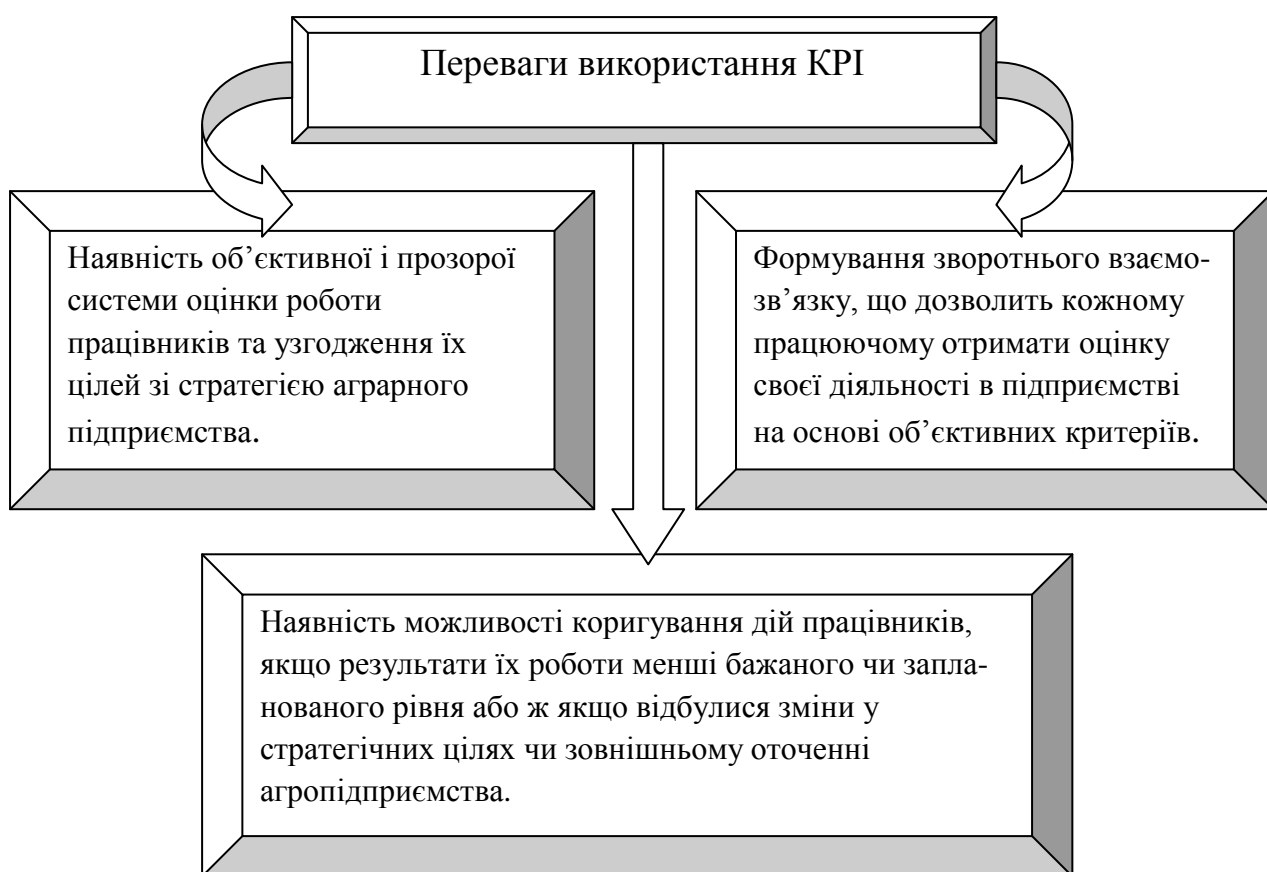 Переваги використання KPI
Наявність об’єктивної і прозорої
системи оцінки роботи
працівників та узгодження їх
цілей зі стратегією аграрного
підприємства.
Формування зворотнього взаємо-
зв’язку, що дозволить кожному
працюючому отримати оцінку
своєї діяльності в підприємстві
на основі об’єктивних критеріїв.
Наявність можливості коригування дій працівників,
якщо результати їх роботи менші бажаного чи запла-
нованого рівня або ж якщо відбулися зміни у
стратегічних цілях чи зовнішньому оточенні
агропідприємства.